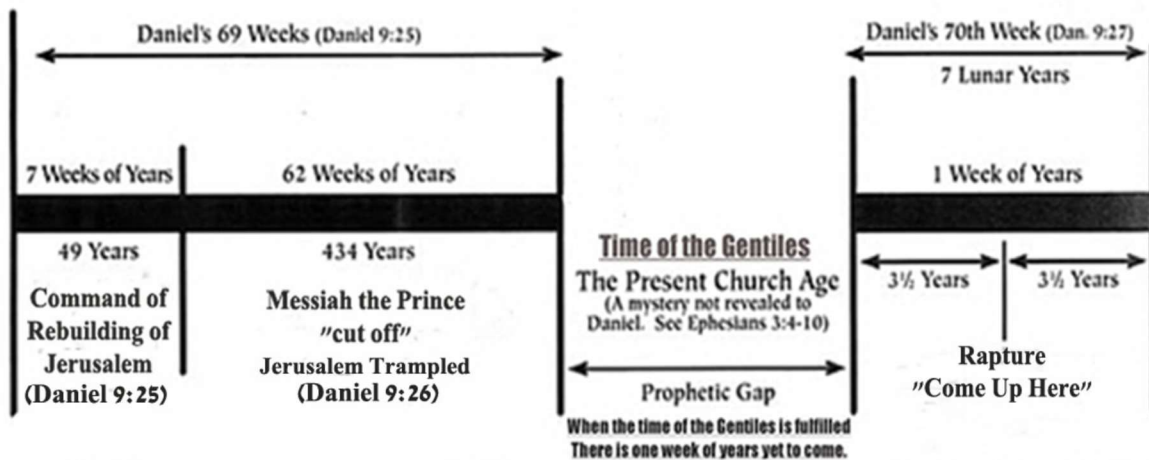 Daniel's 69 Weeks (Daniel 9:25)
Daniel's 70th Week (Dan. 9:27)
7 Lunar Years
7 Weeks of Years
62 Weeks of Years
1 Week of Years
49 Years
434 Years
Command of
Rebuilding of
Jerusalem
(Daniel 9:25)
Messiah the Prince
"cut off"
Jerusalem Trampled
(Daniel 9:26)
Time of the Gentiles
The Present Church Age
(A mystery not revealed to
Daniel. See Ephesians 3:4-10)
Prophetic Gap
When the time of the Gentiles is fulfilled
There is one week of years yet to come.
3½ Years
3½ Years
Rapture
"Come Up Here"